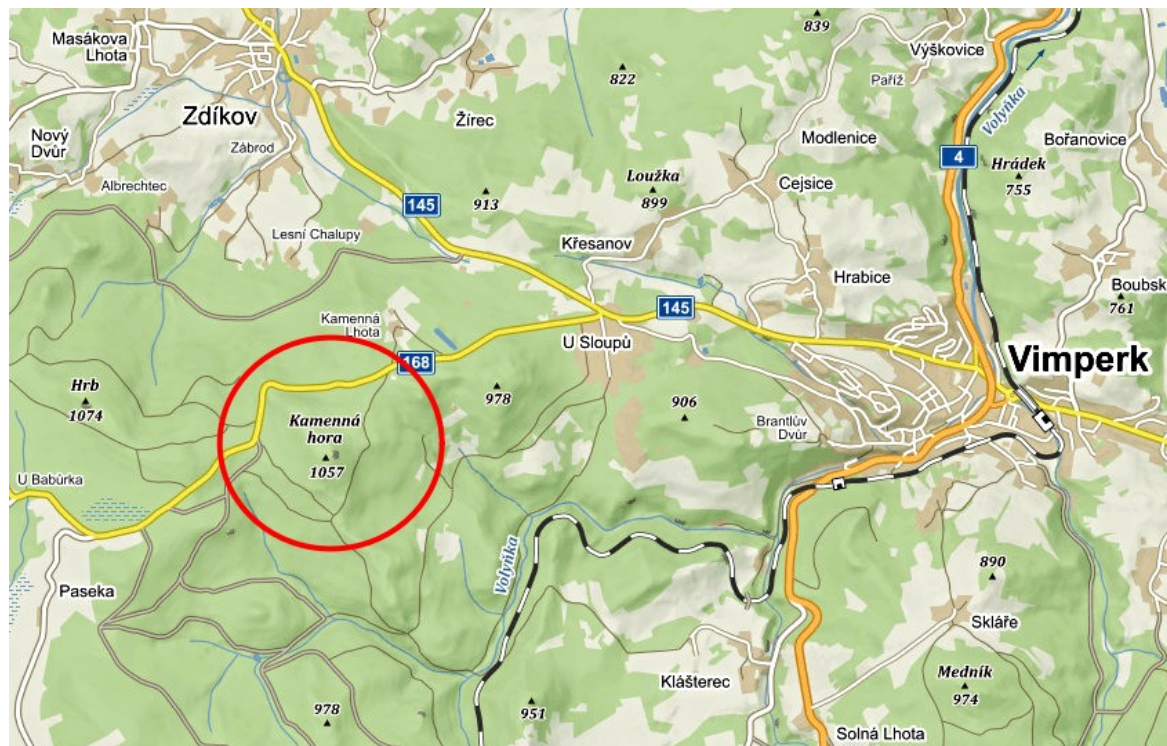 839
Výškovice
Masákova
Lhota
822
Paříž
Volyňka
Zdíkov
Žírec
Modlenice
Bořanovice
Nový
Dvůr
Zábrod
4
Hrádek
755
Albrechtec
Loužka
899
Cejsice
913
145
Lesní Chalupy
Křesanov
Hrabice
Boubsk
761
145
Kamenná
Lhota
U Sloupů
168
Vimperk
Hrb
1074
978
906
Kamenná
hora
1057
Brantlův
Dvůr
U Babůrka
Volyňka
Paseka
890
Skláře
Klášterec
Medník
974
978
951
Solná Lhota